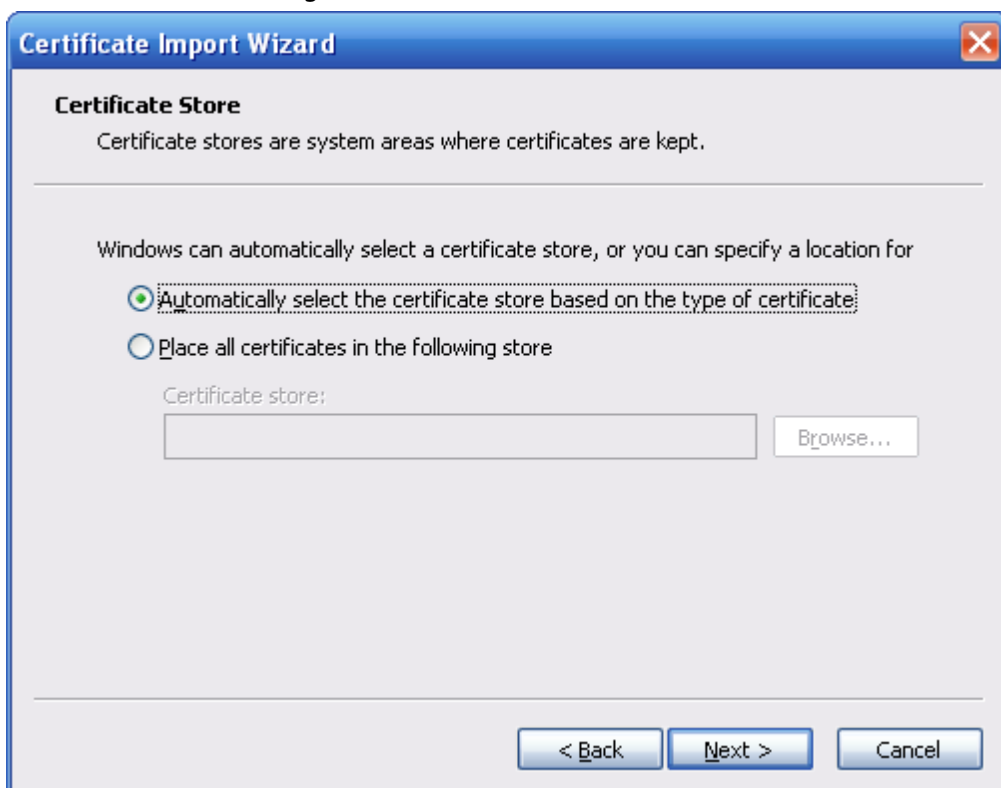 Certificate Import Wizard
Certificate Store
Certificate stores are system areas where certificates are kept.
Windows can automatically select a certificate store, or you can specify a location for
Automatically select the certificate store based on the type of certificate
Place all certificates in the following store
Certificate store:
Browse...
< Back Next > Cancel